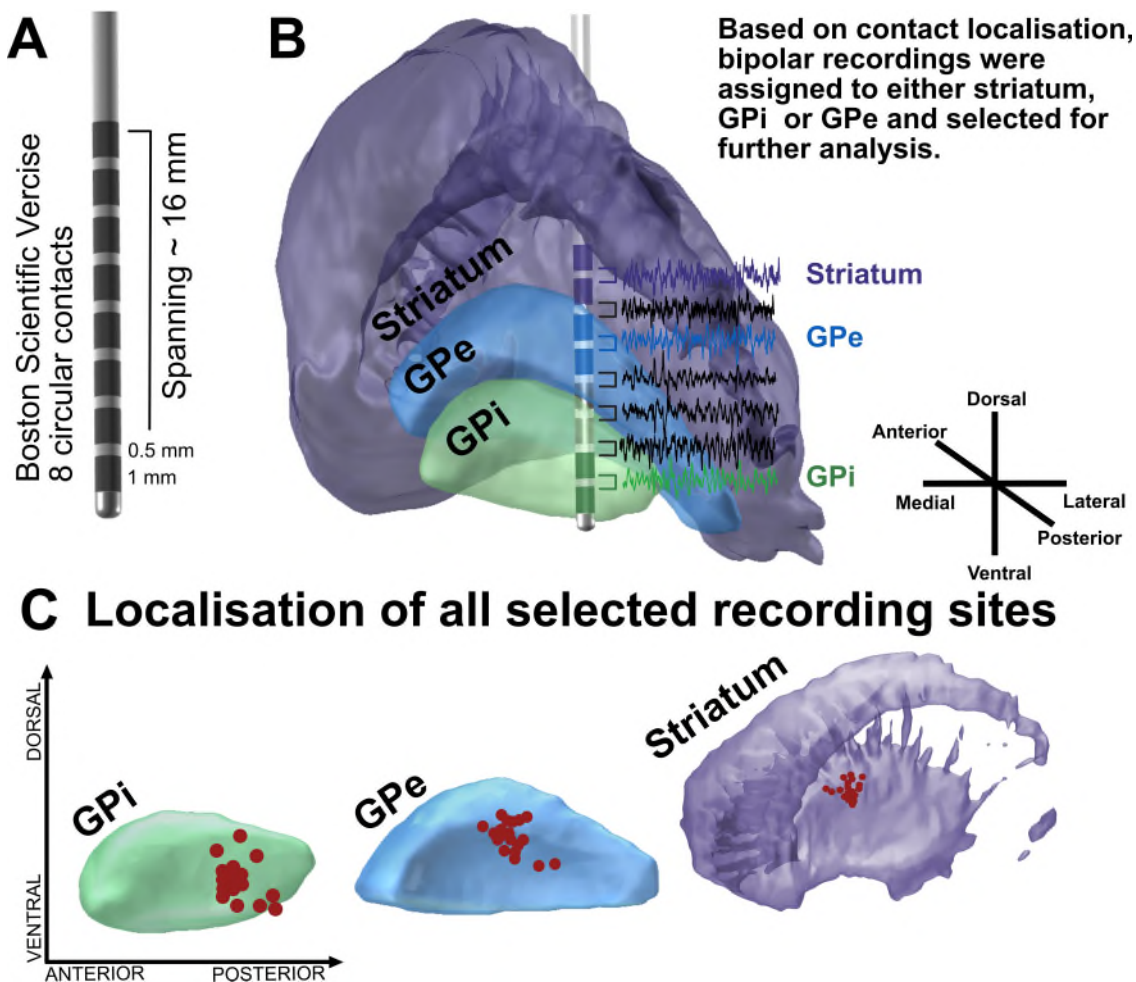 A
Boston Scientific Vercise
8 circular contacts
Spanning ~ 16 mm
0.5 mm
1 mm
B
Based on contact localisation,
bipolar recordings were
assigned to either striatum,
GPi or GPe and selected for
further analysis.
Striatum
GPe
GPi
Striatum
GPe
GPi
Dorsal
Anterior
Medial
Lateral
Posterior
Ventral
C Localisation of all selected recording sites
DORSAL
VENTRAL
ANTERIOR
POSTERIOR
GPi
GPe
Striatum